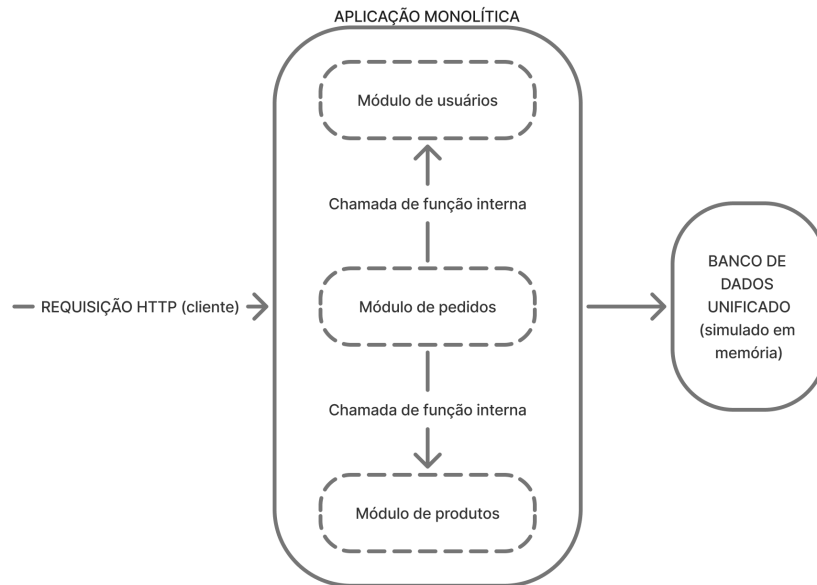 APLICAÇÃO MONOLÍTICA
Módulo de usuários
Chamada de função interna
REQUISIÇÃO HTTP (cliente)
Módulo de pedidos
BANCO DE
DADOS
UNIFICADO
(simulado em
memória)
Chamada de função interna
Módulo de produtos